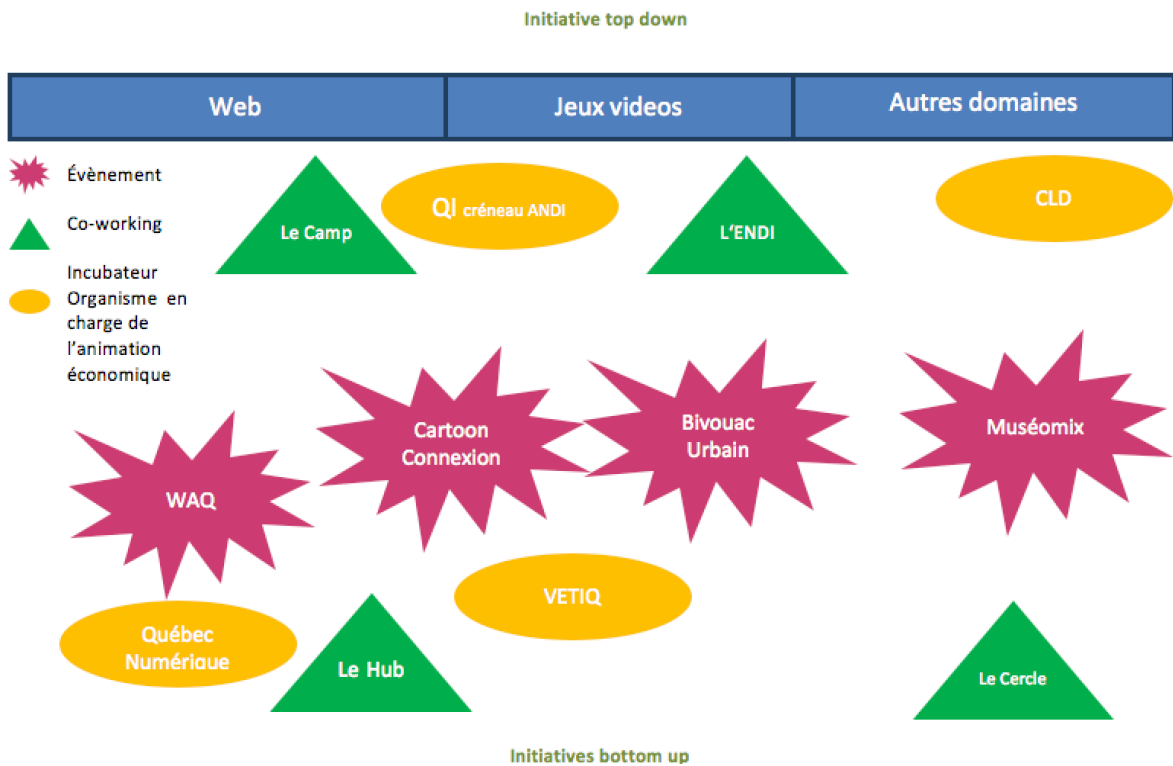 Initiative top down
Web
Jeux videos
Autres domaines
Évènement
Co-working
Incubateur
Organisme en
charge de
l'animation
économique
Le Camp
QI créneau ANDI
L'ENDI
CLD
WAQ
Cartoon
Connexion
Bivouac
Urbain
Muséomix
Québec
Numérique
Le Hub
VETIQ
Le Cercle
Initiatives bottom up